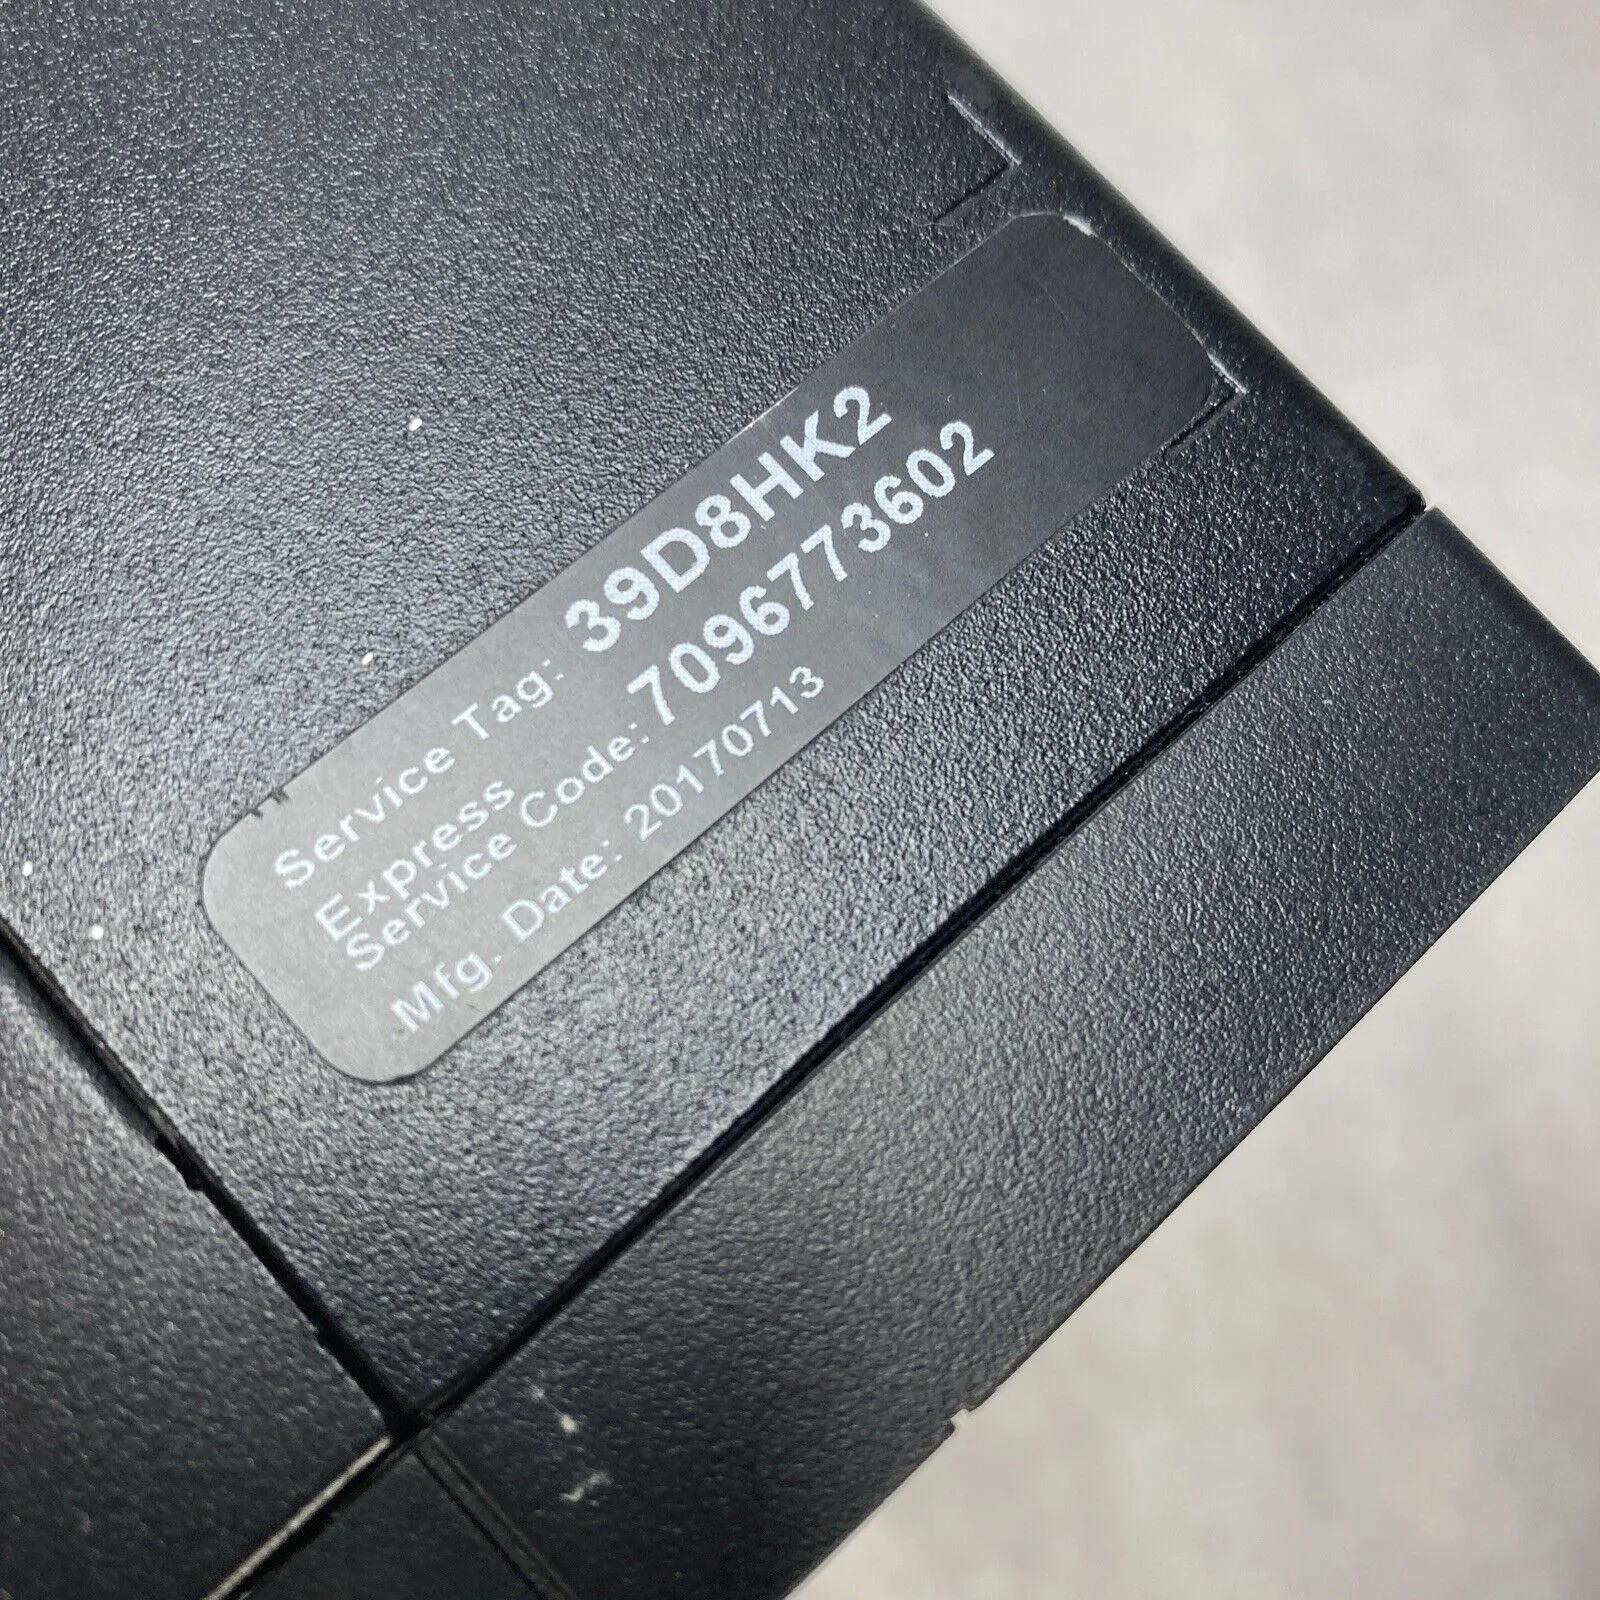 Service Tag: 39D8HK2
Express
Service Code: 7096773602
Mfg. Date: 20170713